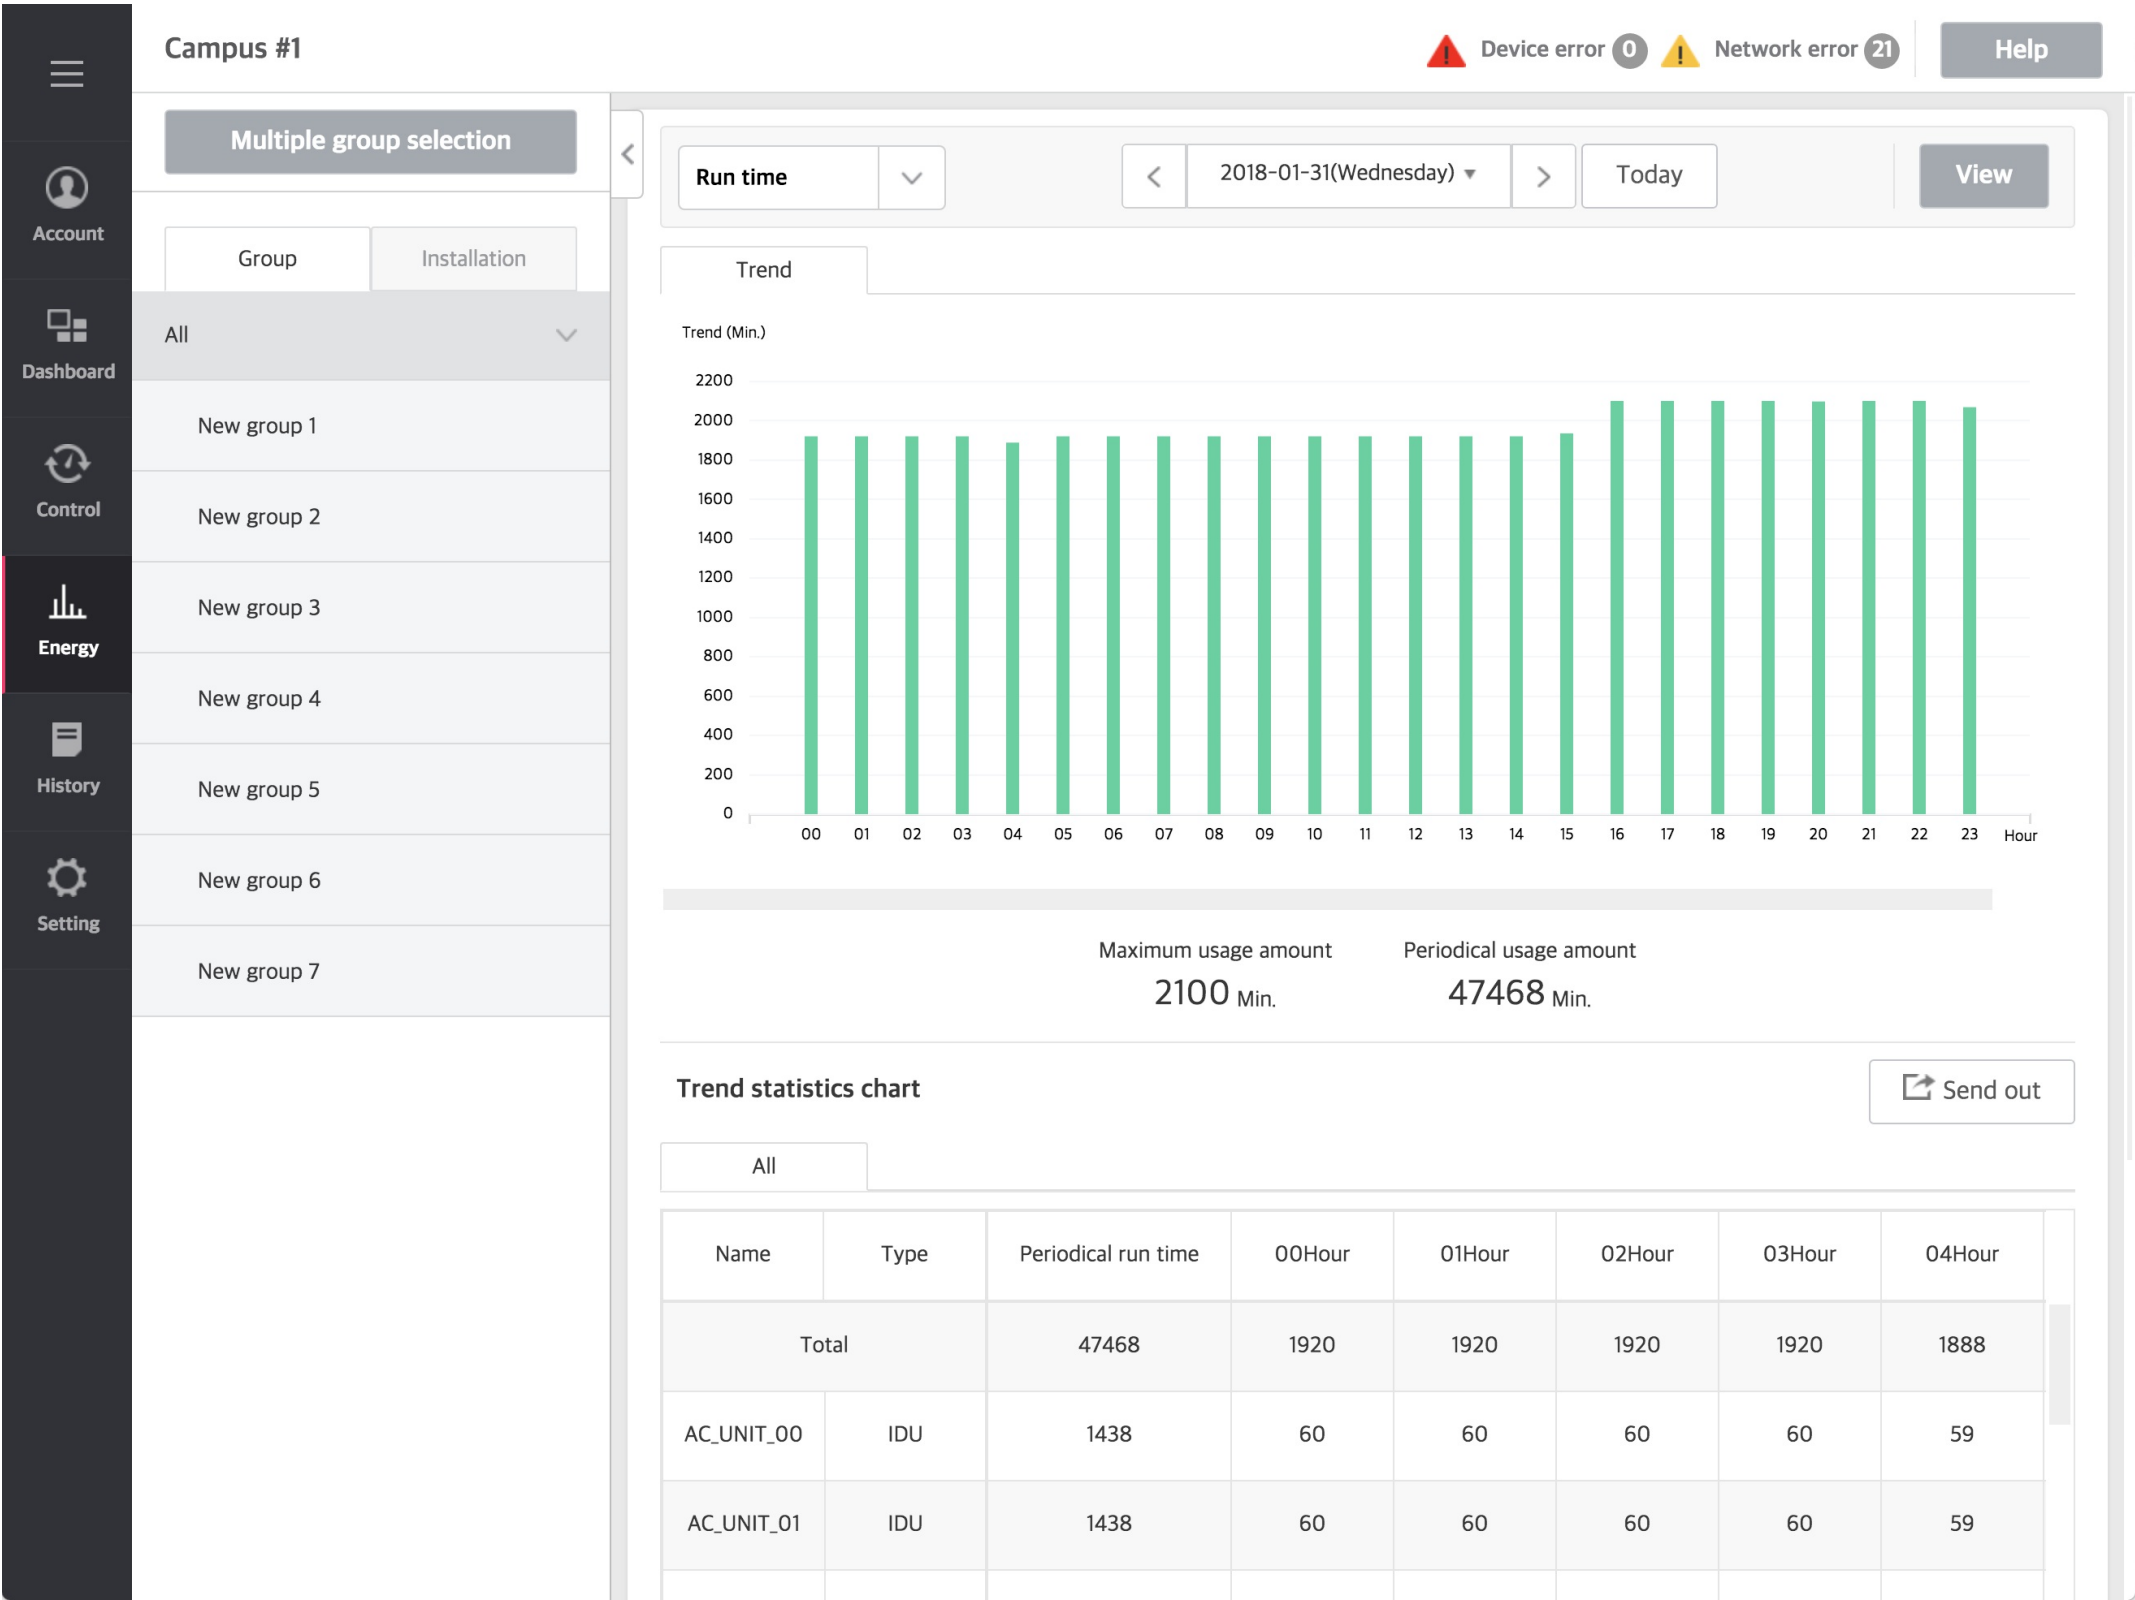 Campus #1
Device error 0
Network error 21
Help
Account
Dashboard
Control
Energy
History
Setting
Multiple group selection
Group
Installation
All
New group 1
New group 2
New group 3
New group 4
New group 5
New group 6
New group 7
Run time
2018-01-31(Wednesday)
Today
View
Trend
Trend (Min.)
2200
2000
1800
1600
1400
1200
1000
800
600
400
200
0
00 01 02 03 04 05 06 07 08 09 10 11 12 13 14 15 16 17 18 19 20 21 22 23 Hour
Maximum usage amount
2100 Min.
Periodical usage amount
47468 Min.
Trend statistics chart
Send out
All
Name Type Periodical run time 00Hour 01Hour 02Hour 03Hour 04Hour
Total 47468 1920 1920 1920 1920 1888
AC_UNIT_00 IDU 1438 60 60 60 60 59
AC_UNIT_01 IDU 1438 60 60 60 60 59